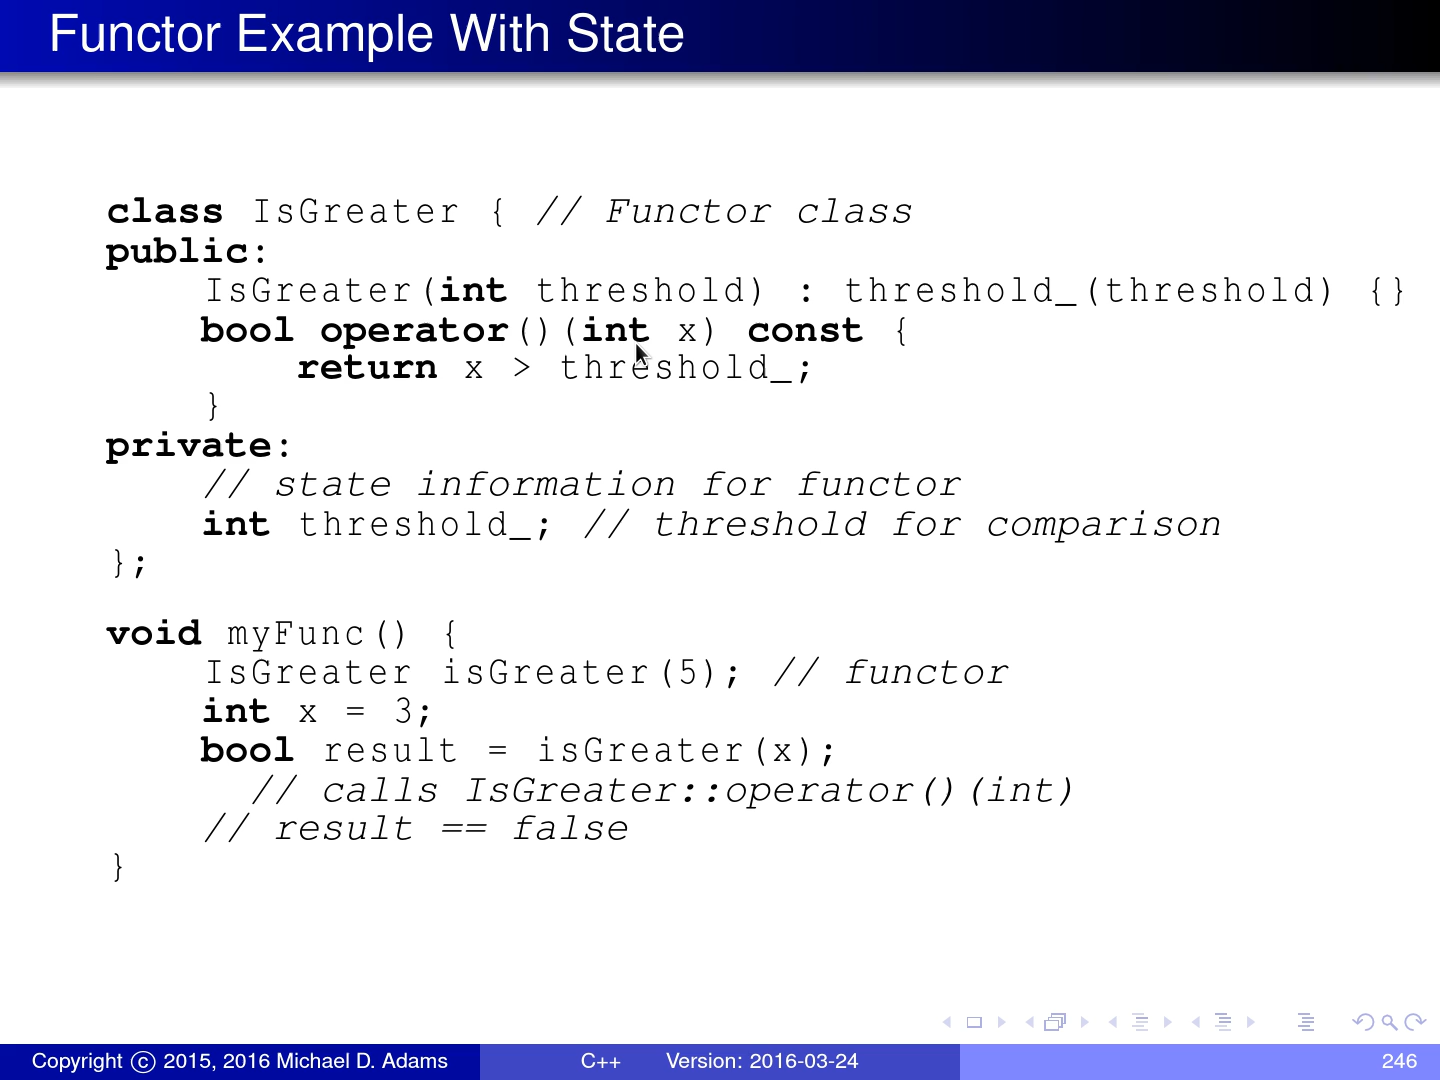 Functor Example With State
class IsGreater { // Functor class
public:
    IsGreater(int threshold) : threshold_(threshold) {}
    bool operator()(int x) const {
        return x > threshold_;
    }
private:
    // state information for functor
    int threshold_; // threshold for comparison
};
void myFunc() {
    IsGreater isGreater(5); // functor
    int x = 3;
    bool result = isGreater(x);
      // calls IsGreater::operator()(int)
    // result == false
}
Copyright © 2015, 2016 Michael D. Adams C++ Version: 2016-03-24 246